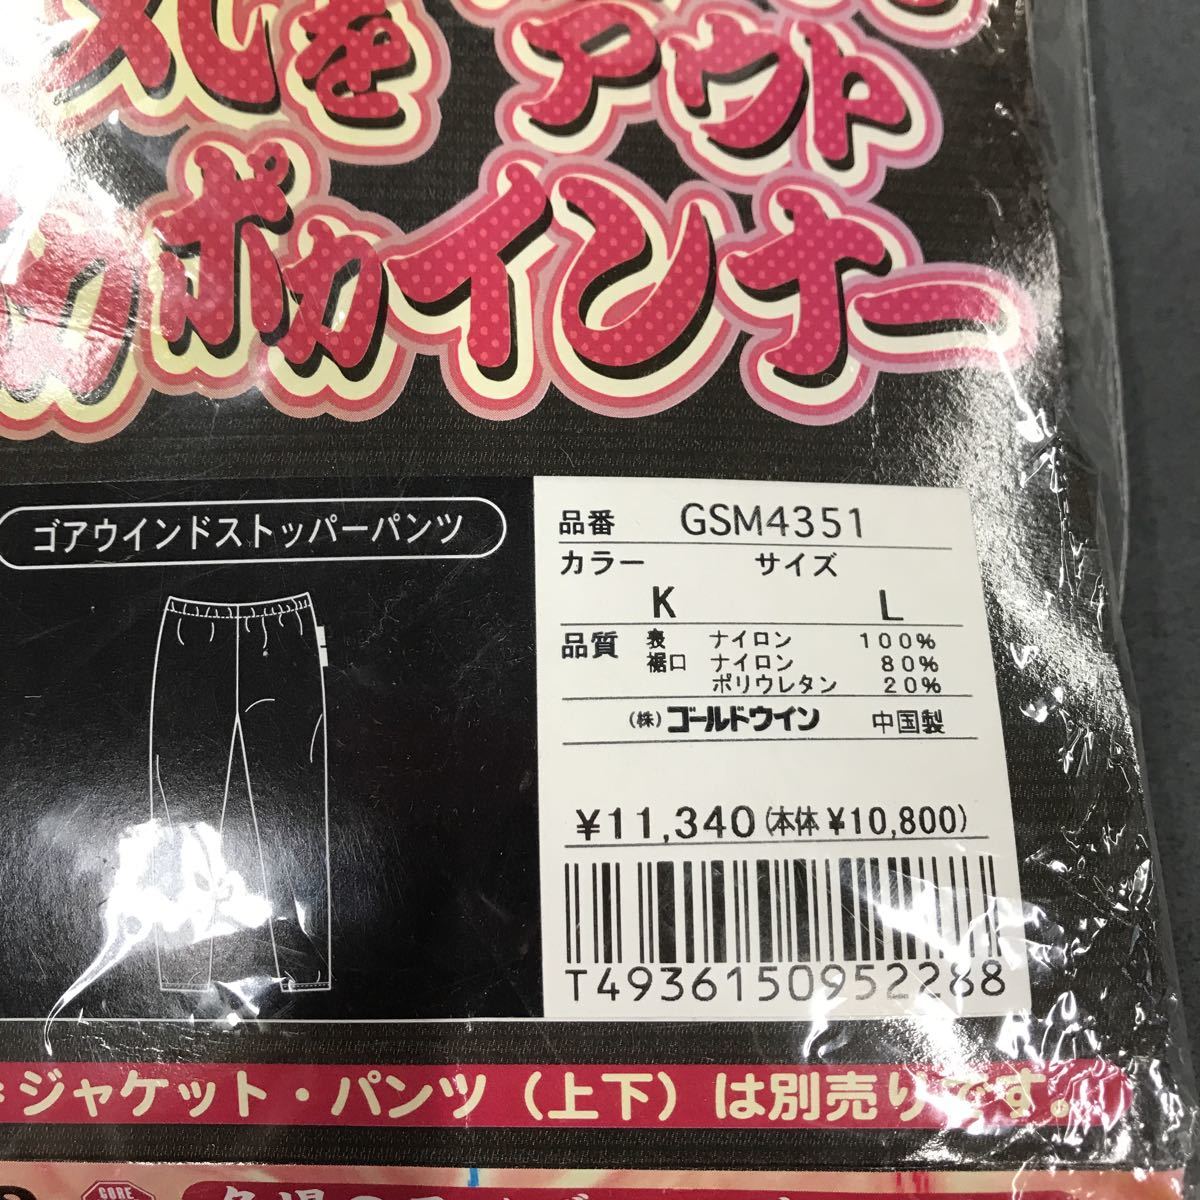 気を
アウト
カポカインナー
ゴアウインドストッパーパンツ
品番 GSM4351
カラー サイズ
K L
品質 表 ナイロン 100%
裾口 ナイロン 80%
ポリウレタン 20%
(株)ゴールドウイン 中国製
¥11,340(本体 ¥10,800)
T4936150952288
ジャケット・パンツ(上下)は別売りです。
GORE